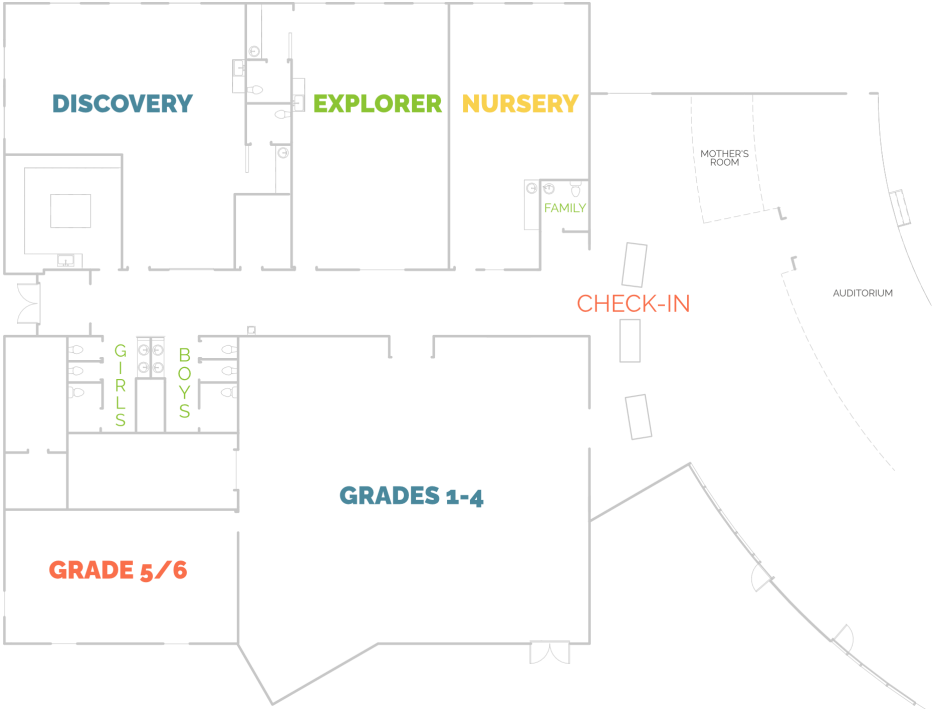 DISCOVERY
EXPLORER
NURSERY
MOTHER'S
ROOM
FAMILY
AUDITORIUM
CHECK-IN
GIRLS
BOYS
GRADES 1-4
GRADE 5/6